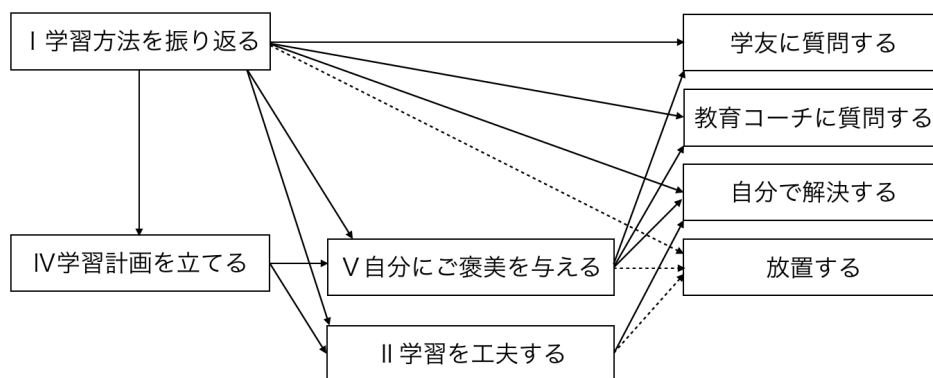 Ⅰ学習方法を振り返る
学友に質問する
教育コーチに質問する
自分で解決する
Ⅳ学習計画を立てる
Ⅴ自分にご褒美を与える
放置する
Ⅱ学習を工夫する